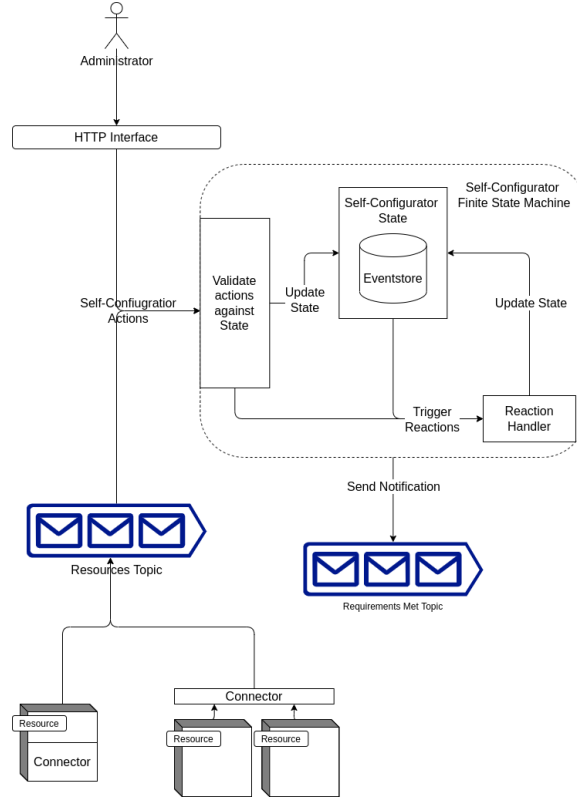 Administrator
HTTP Interface
Self-Configurator
Finite State Machine
Self-Configurator
State
Eventstore
Validate
actions
against
State
Update
State
Update State
Self-Confiugratior
Actions
Trigger
Reactions
Reaction
Handler
Send Notification
Resources Topic
Requirements Met Topic
Connector
Resource
Connector
Resource
Resource